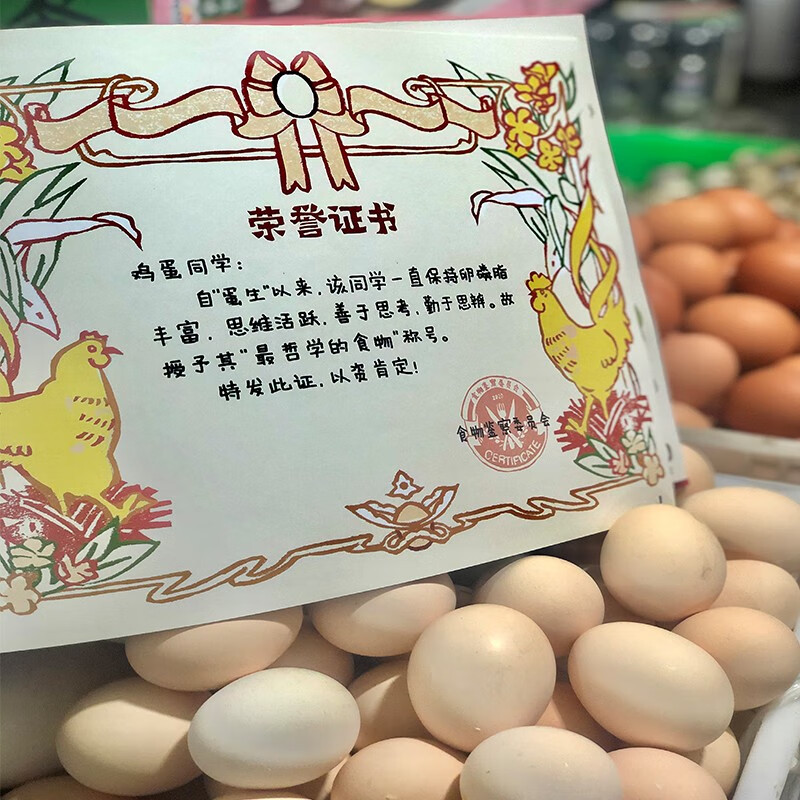 荣誉证书
鸡蛋同学：
自"蛋生"以来，该同学一直保持卵磷脂
丰富，思维活跃，善于思考，勤于思辨。故
授予其"最哲学的食物"称号。
特发此证，以资肯定！
食物鉴察委员会
CERTIFICATE